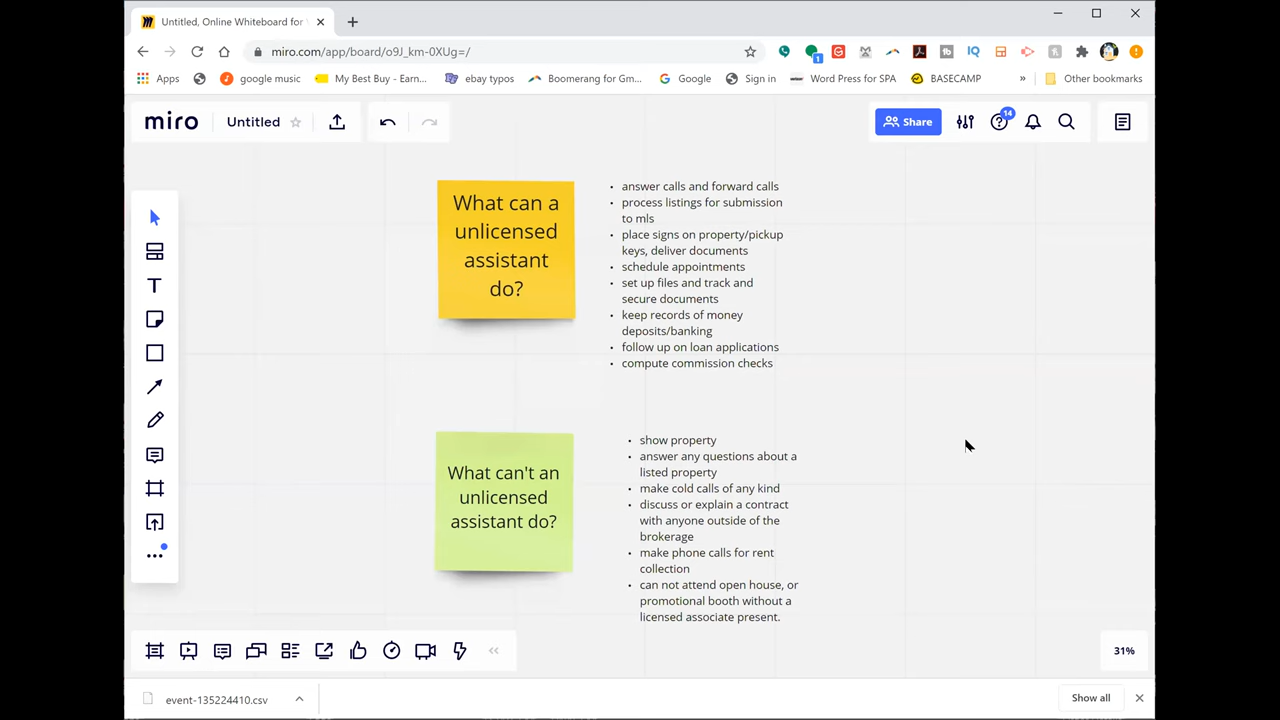 Untitled, Online Whiteboard for
miro.com/app/board/o9J_km-0XUg=/
1
Apps
google music
My Best Buy - Earn...
ebay typos
Boomerang for Gm...
Google
Sign in
Word Press for SPA
BASECAMP
»
Other bookmarks
miro
Untitled
Share
14
What can a
unlicensed
assistant
do?
• answer calls and forward calls
• process listings for submission
to mls
• place signs on property/pickup
keys, deliver documents
• schedule appointments
• set up files and track and
secure documents
• keep records of money
deposits/banking
• follow up on loan applications
• compute commission checks
What can't an
unlicensed
assistant do?
• show property
• answer any questions about a
listed property
• make cold calls of any kind
• discuss or explain a contract
with anyone outside of the
brokerage
• make phone calls for rent
collection
• can not attend open house, or
promotional booth without a
licensed associate present.
31%
event-135224410.csv
Show all